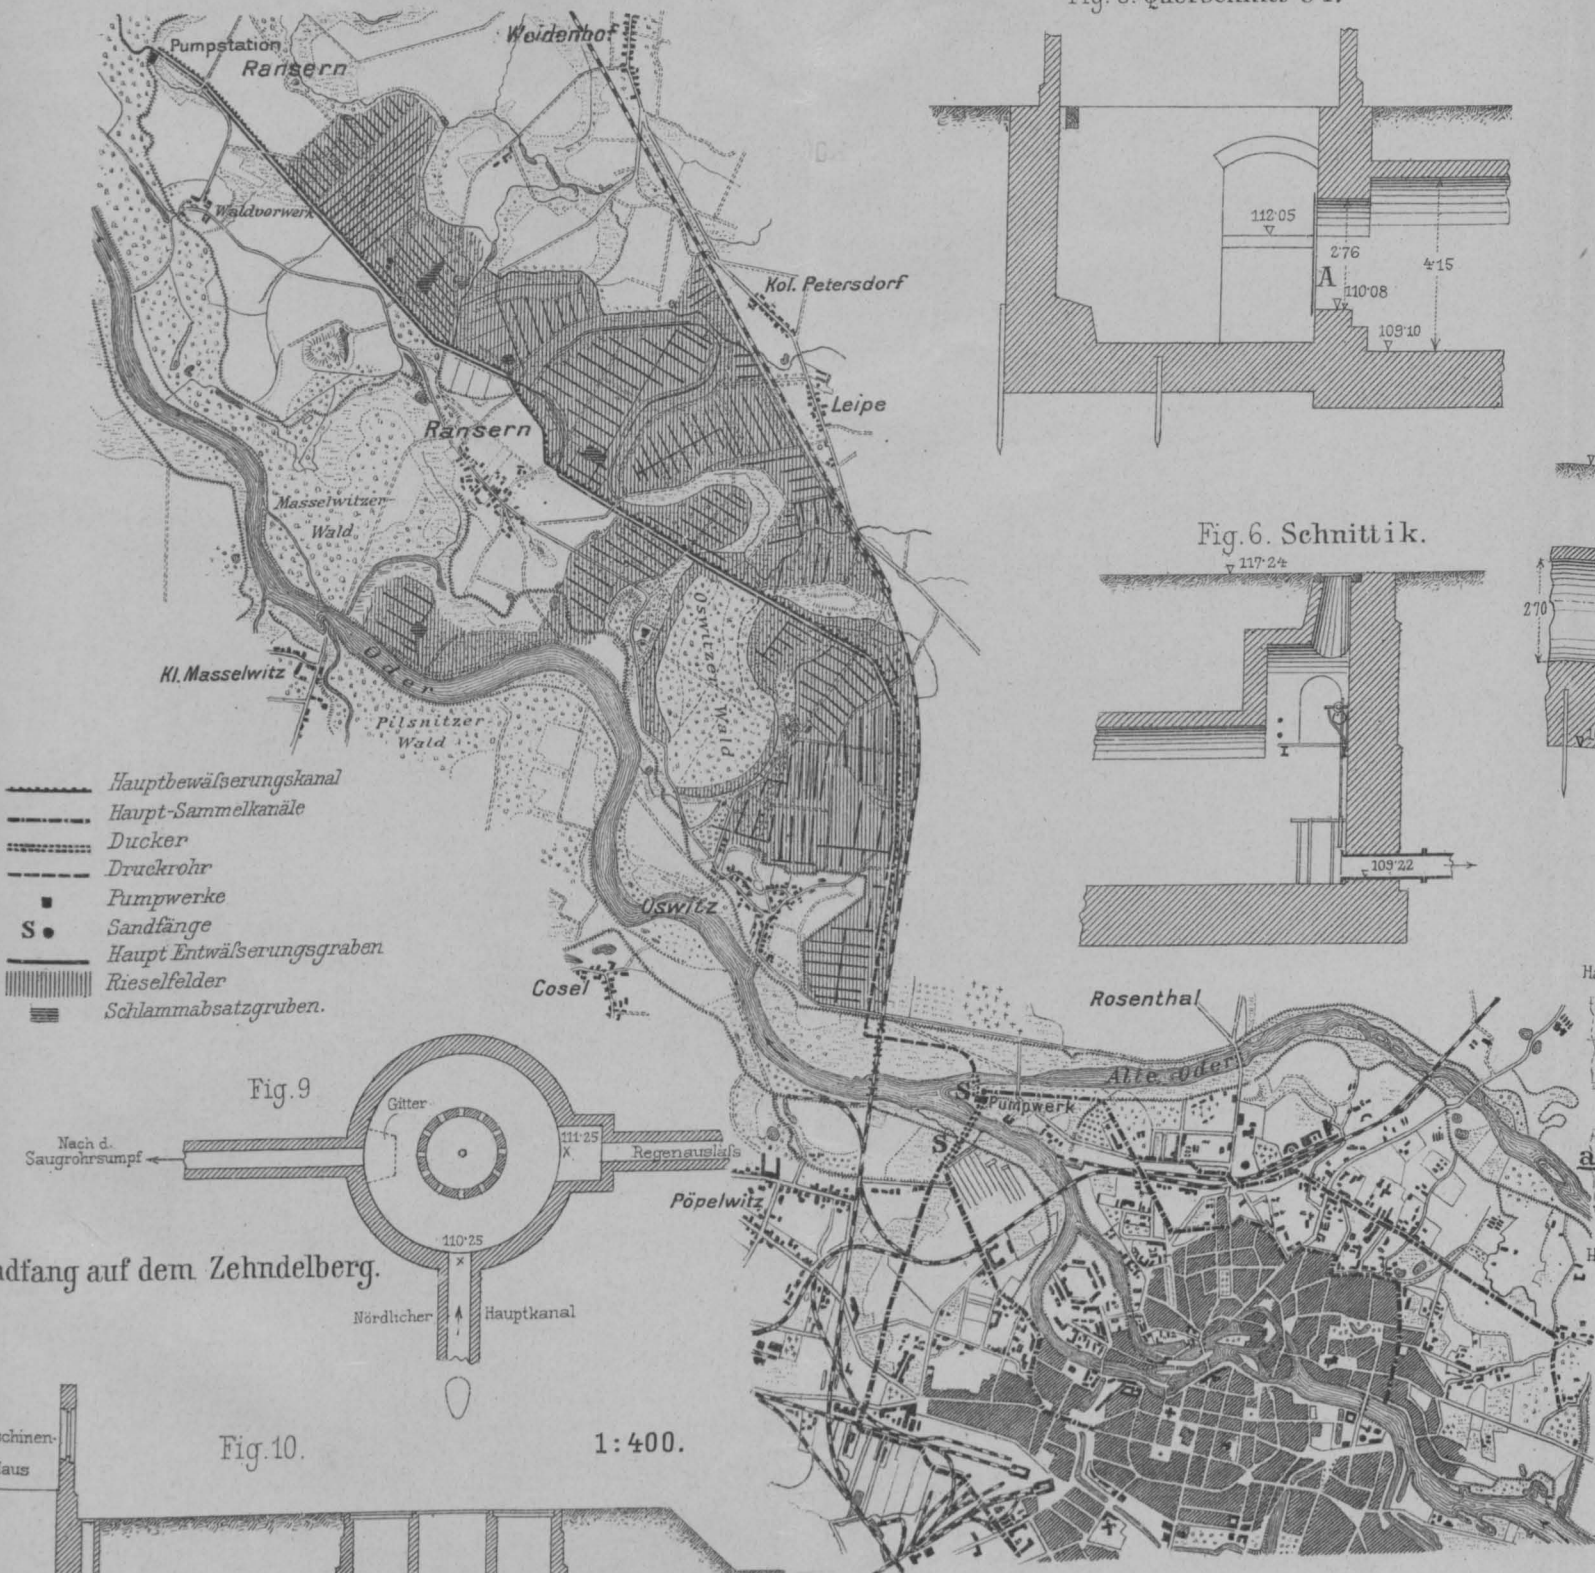 Pumpstation
Ransern
Weidenhof
Waldvorwerk
Kol. Petersdorf
Leipe
Ransern
Masselwitzer
Wald
Oswitzer Wald
Kl. Masselwitz
Oder
Pilsnitzer
Wald
Hauptbewäſserungskanal
Haupt-Sammelkanäle
Ducker
Druckrohr
Pumpwerke
S Sandfänge
Haupt Entwäſserungsgraben
Rieselfelder
Schlammabsatzgruben.
Oswitz
Cosel
Rosenthal
Alte Oder
S
Pumpwerk
S
Pöpelwitz
112·05
2·76
A
110·08
4·15
109·10
Fig. 6. Schnitt i k.
117·24
2·70
109·22
Fig. 9
Gitter
Nach d.
Saugrohrsumpf
111·25
Regenauslaſs
110·25
auf dem Zehndelberg.
Nördlicher Hauptkanal
Fig. 10.
1:400.
a